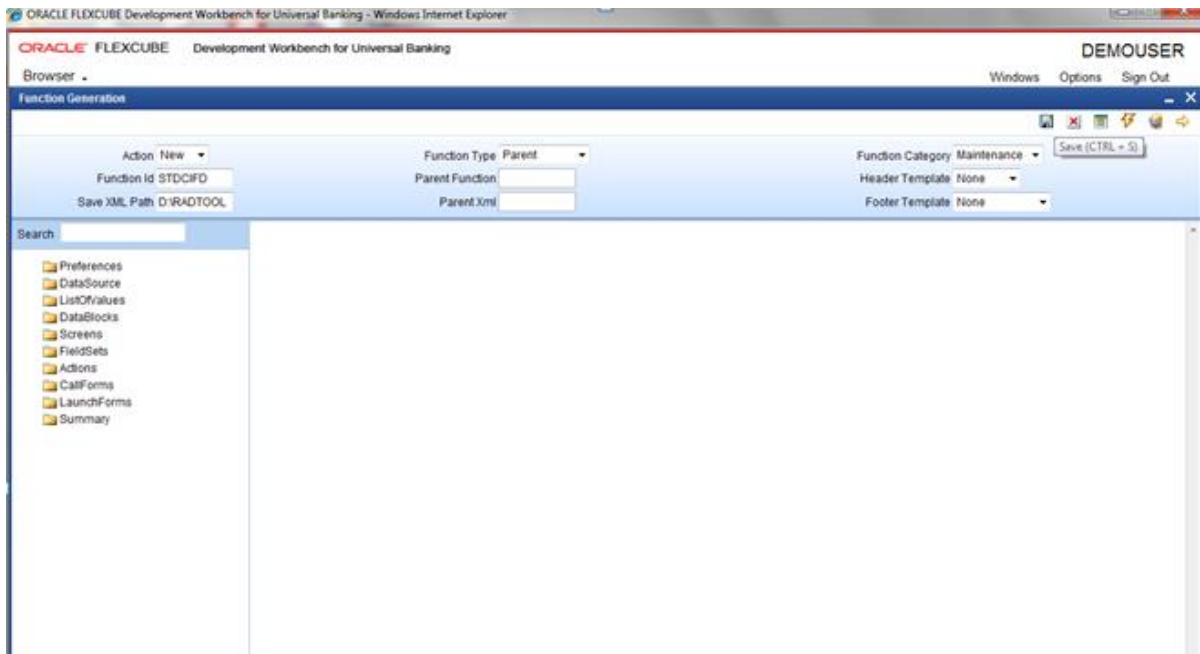 ORACLE FLEXCUBE Development Workbench for Universal Banking - Windows Internet Explorer
ORACLE FLEXCUBE Development Workbench for Universal Banking DEMOUSER
Browser Windows Options Sign Out
Function Generation
Action New Function Type Parent Function Category Maintenance Save (CTRL + S)
Function Id STDCIFD Parent Function Header Template None
Save XML Path D:\RADTOOL Parent Xml Footer Template None
Search
Preferences
DataSource
ListOfValues
DataBlocks
Screens
FieldSets
Actions
CallForms
LaunchForms
Summary